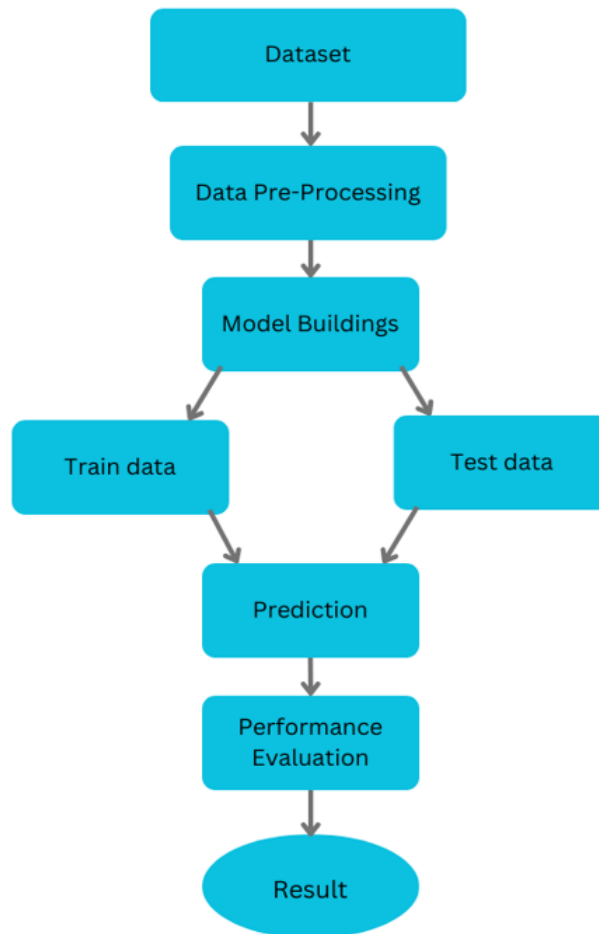 Dataset
Data Pre-Processing
Model Buildings
Train data
Test data
Prediction
Performance
Evaluation
Result